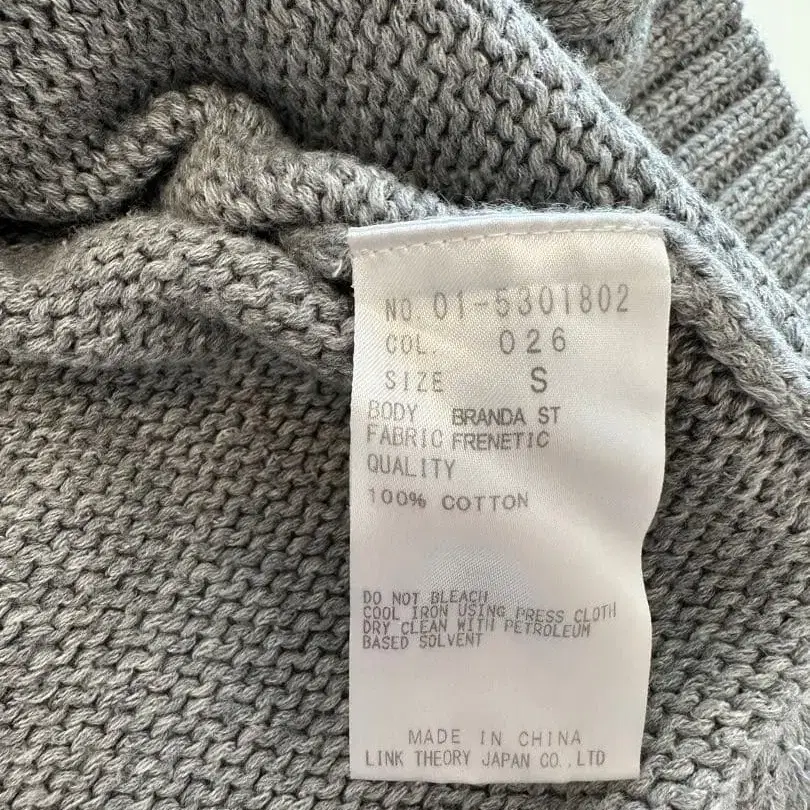 NO. 01-5301802
COL. 026
SIZE S
BODY BRANDA ST
FABRIC FRENETIC
QUALITY
100% COTTON
DO NOT BLEACH
COOL IRON USING PRESS CLOTH
DRY CLEAN WITH PETROLEUM
BASED SOLVENT
MADE IN CHINA
LINK THEORY JAPAN CO.,LTD